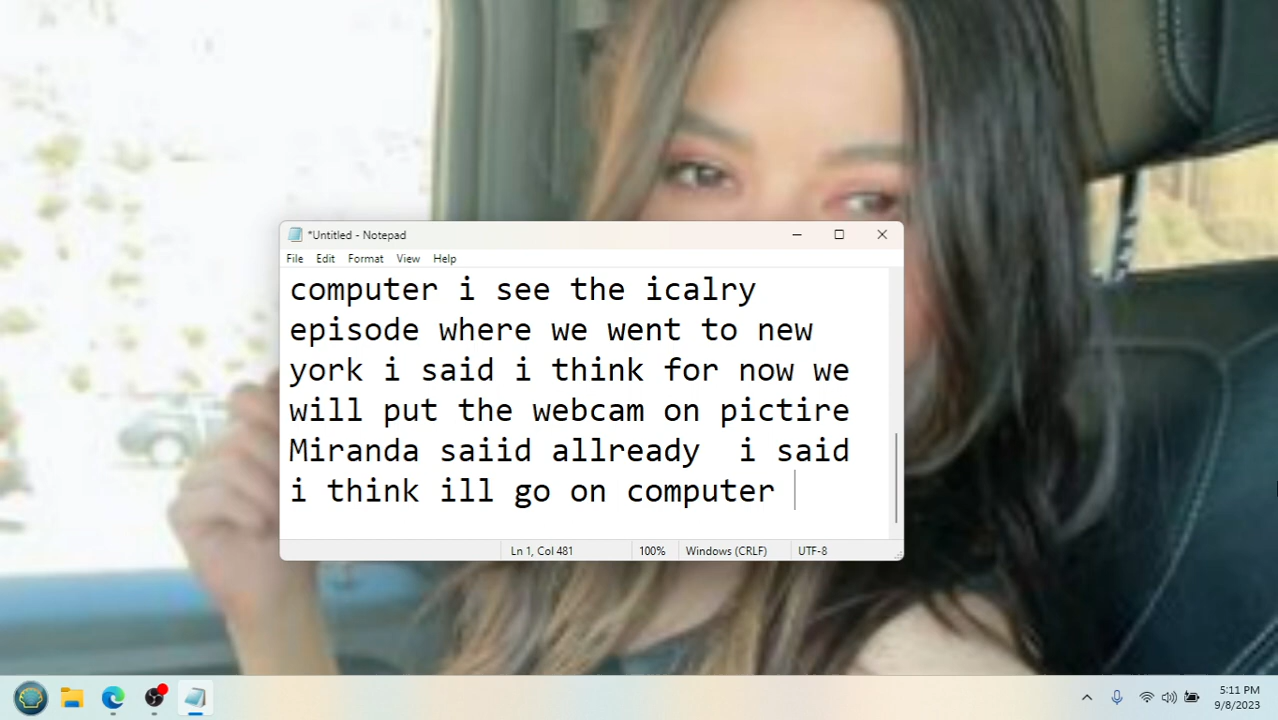 *Untitled - Notepad
File Edit Format View Help
computer i see the icalry
episode where we went to new
york i said i think for now we
will put the webcam on pictire
Miranda saiid allready  i said
i think ill go on computer
Ln 1, Col 481 100% Windows (CRLF) UTF-8
5:11 PM
9/8/2023